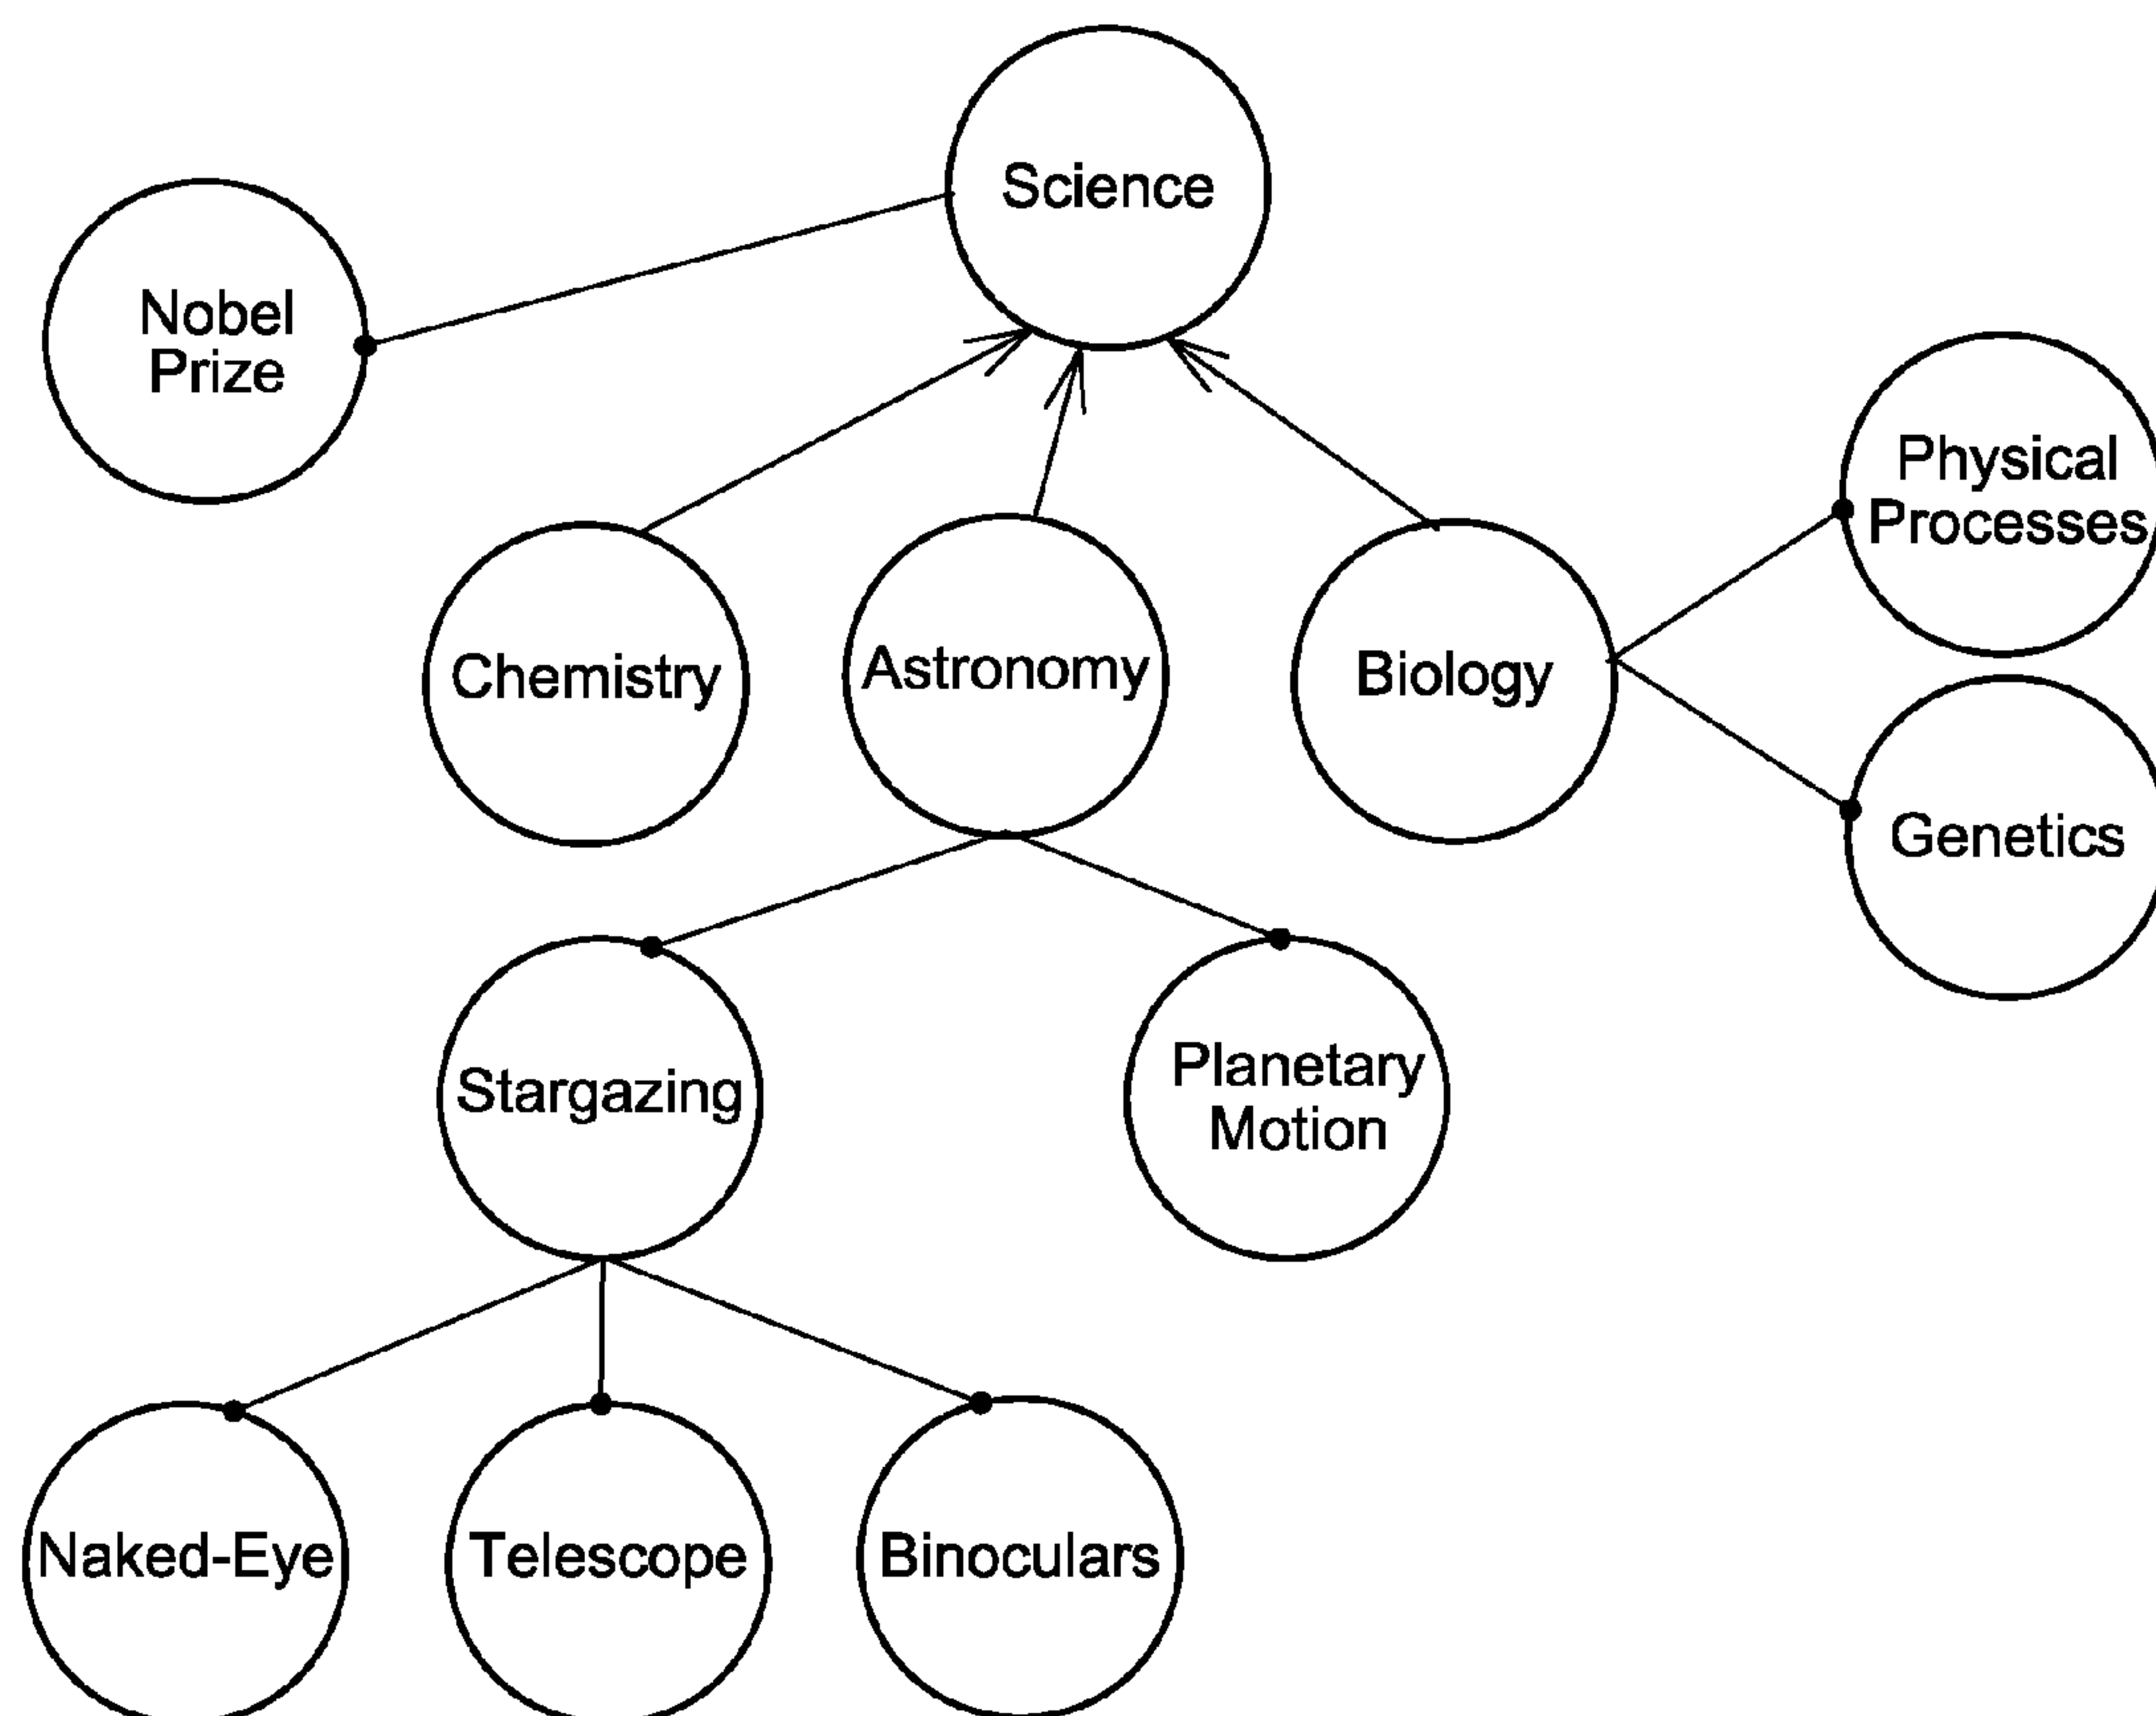 Science
Nobel
Prize
Physical
Processes
Chemistry
Astronomy
Biology
Genetics
Stargazing
Planetary
Motion
Naked-Eye
Telescope
Binoculars